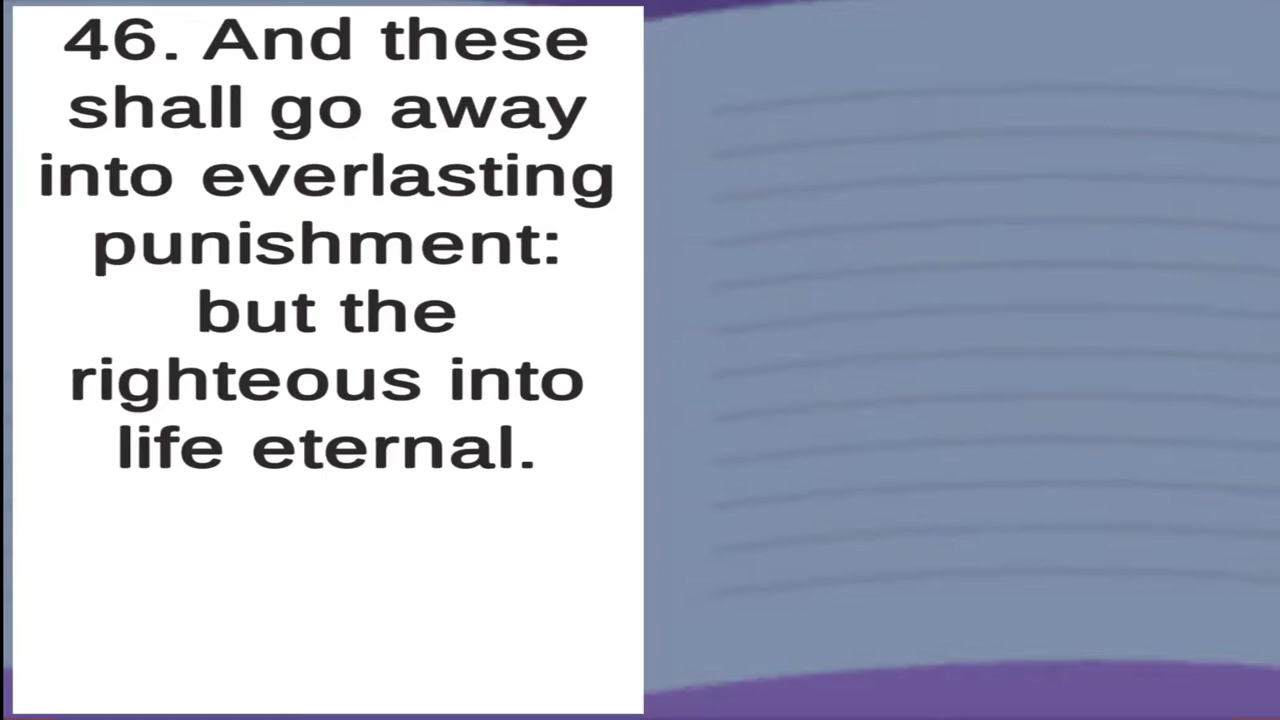 46. And these
shall go away
into everlasting
punishment:
but the
righteous into
life eternal.